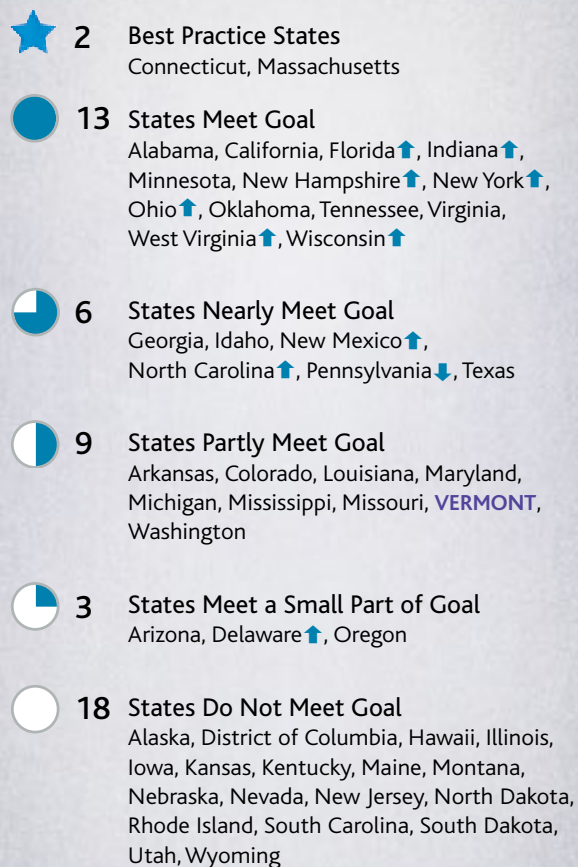 2 Best Practice States
Connecticut, Massachusetts
13 States Meet Goal
Alabama, California, Florida⬆, Indiana⬆,
Minnesota, New Hampshire⬆, New York⬆,
Ohio⬆, Oklahoma, Tennessee, Virginia,
West Virginia⬆, Wisconsin⬆
6 States Nearly Meet Goal
Georgia, Idaho, New Mexico⬆,
North Carolina⬆, Pennsylvania⬇, Texas
9 States Partly Meet Goal
Arkansas, Colorado, Louisiana, Maryland,
Michigan, Mississippi, Missouri, VERMONT,
Washington
3 States Meet a Small Part of Goal
Arizona, Delaware⬆, Oregon
18 States Do Not Meet Goal
Alaska, District of Columbia, Hawaii, Illinois,
Iowa, Kansas, Kentucky, Maine, Montana,
Nebraska, Nevada, New Jersey, North Dakota,
Rhode Island, South Carolina, South Dakota,
Utah, Wyoming